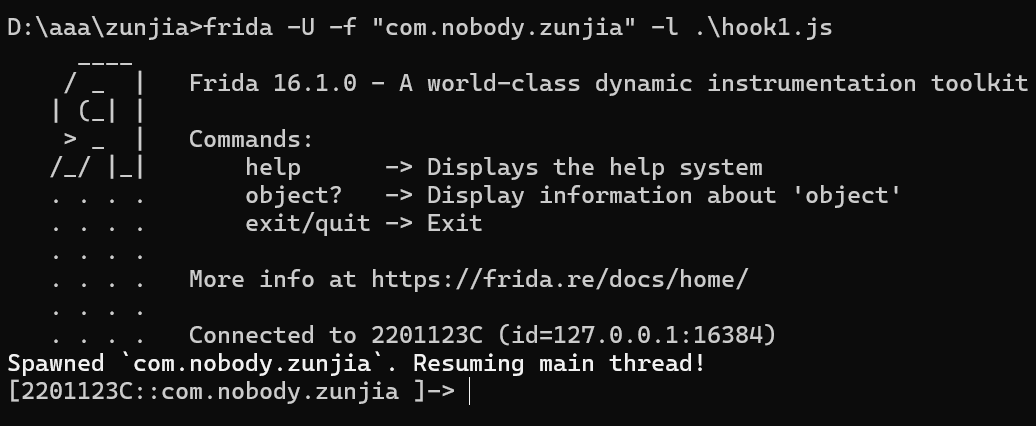 D:\aaa\zunjia>frida -U -f "com.nobody.zunjia" -l .\hook1.js
     ____
    / _  |   Frida 16.1.0 - A world-class dynamic instrumentation toolkit
   | (_| |
    > _  |   Commands:
   /_/ |_|       help      -> Displays the help system
   . . . .       object?   -> Display information about 'object'
   . . . .       exit/quit -> Exit
   . . . .
   . . . .   More info at https://frida.re/docs/home/
   . . . .
   . . . .   Connected to 2201123C (id=127.0.0.1:16384)
Spawned `com.nobody.zunjia`. Resuming main thread!
[2201123C::com.nobody.zunjia ]->